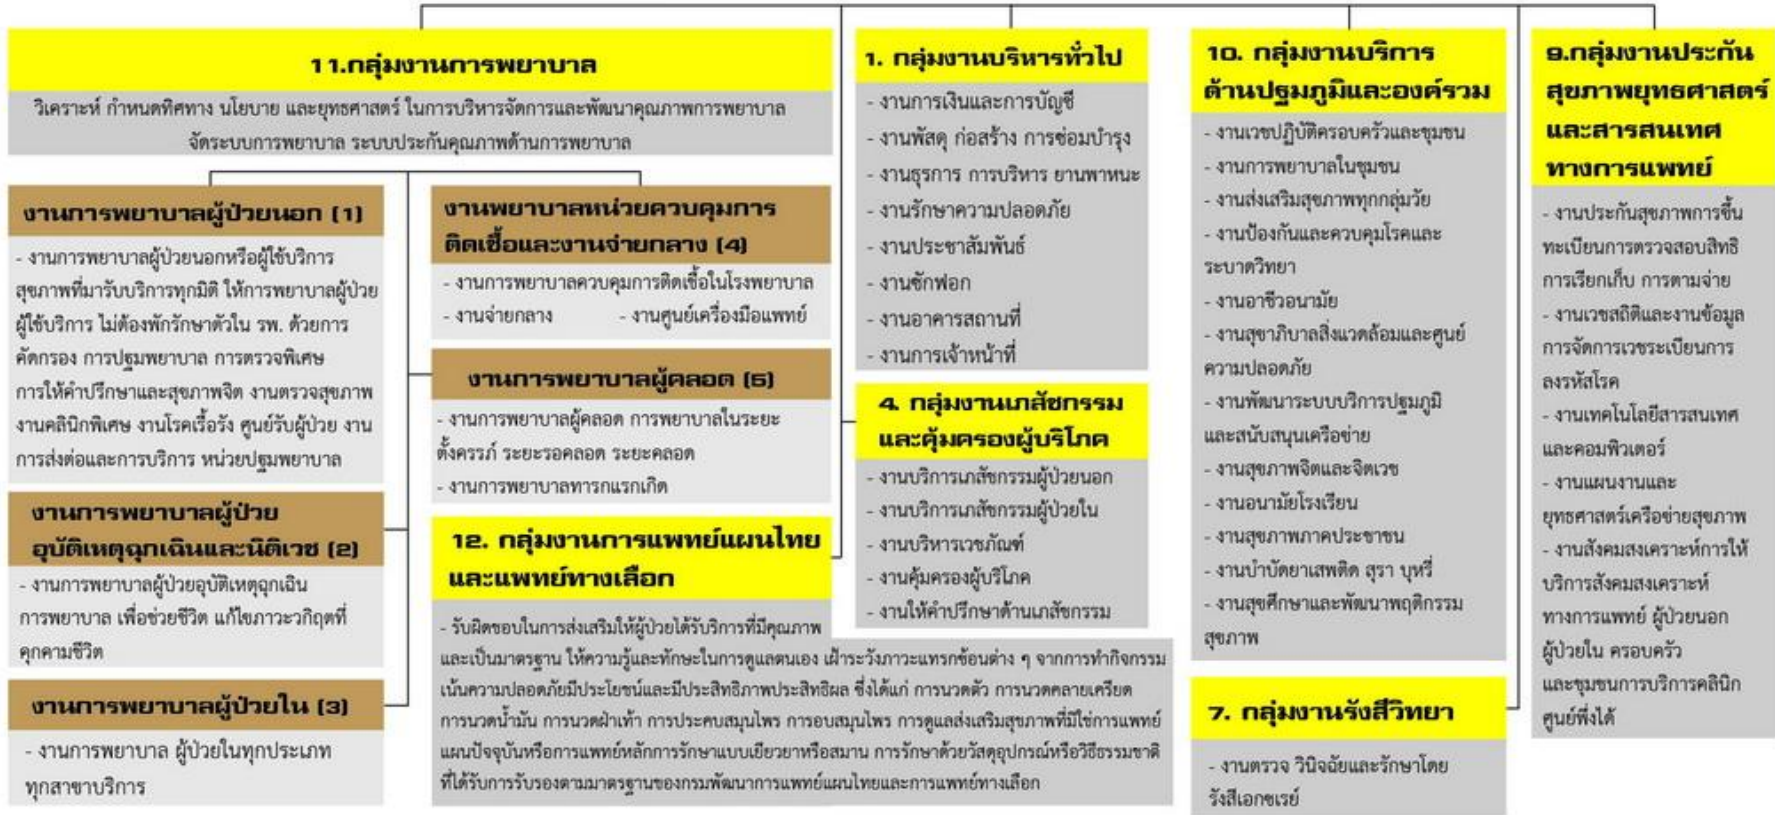 11.กลุ่มงานการพยาบาล
วิเคราะห์ กำหนดทิศทาง นโยบาย และยุทธศาสตร์ ในการบริหารจัดการและพัฒนาคุณภาพการพยาบาล
จัดระบบการพยาบาล ระบบประกันคุณภาพด้านการพยาบาล
งานการพยาบาลผู้ป่วยนอก (1)
- งานการพยาบาลผู้ป่วยนอกหรือผู้ใช้บริการ
สุขภาพที่มารับบริการทุกมิติ ให้การพยาบาลผู้ป่วย
ผู้ใช้บริการ ไม่ต้องพักรักษาตัวใน รพ. ด้วยการ
คัดกรอง การปฐมพยาบาล การตรวจพิเศษ
การให้คำปรึกษาและสุขภาพจิต งานตรวจสุขภาพ
งานคลินิกพิเศษ งานโรคเรื้อรัง ศูนย์รับผู้ป่วย งาน
การส่งต่อและการบริการ หน่วยปฐมพยาบาล
งานการพยาบาลผู้ป่วย
อุบัติเหตุฉุกเฉินและนิติเวช (2)
- งานการพยาบาลผู้ป่วยอุบัติเหตุฉุกเฉิน
การพยาบาล เพื่อช่วยชีวิต แก้ไขภาวะวกิฤตที่
คุกคามชีวิต
งานการพยาบาลผู้ป่วยใน (3)
- งานการพยาบาล ผู้ป่วยในทุกประเภท
ทุกสาขาบริการ
งานพยาบาลหน่วยควบคุมการ
ติดเชื้อและงานจ่ายกลาง (4)
- งานการพยาบาลควบคุมการติดเชื้อในโรงพยาบาล
- งานจ่ายกลาง - งานศูนย์เครื่องมือแพทย์
งานการพยาบาลผู้คลอด (5)
- งานการพยาบาลผู้คลอด การพยาบาลในระยะ
ตั้งครรภ์ ระยะรอคลอด ระยะคลอด
- งานการพยาบาลทารกแรกเกิด
12. กลุ่มงานการแพทย์แผนไทย
และแพทย์ทางเลือก
- รับผิดชอบในการส่งเสริมให้ผู้ป่วยได้รับริการที่มีคุณภาพ
และเป็นมาตรฐาน ให้ความรู้และทักษะในการดูแลตนเอง เฝ้าระวังภาวะแทรกซ้อนต่าง ๆ จากการทำกิจกรรม
เน้นความปลอดภัยมีประโยชน์และมีประสิทธิภาพประสิทธิผล ซึ่งได้แก่ การนวดตัว การนวดคลายเครียด
การนวดน้ำมัน การนวดฝ่าเท้า การประคบสมุนไพร การอบสมุนไพร การดูแลส่งเสริมสุขภาพที่มิใช่การแพทย์
แผนปัจจุบันหรือการแพทย์หลักการรักษาแบบเยียวยาหรือสมาน การรักษาด้วยวัสดุอุปกรณ์หรือวิธีธรรมชาติ
ที่ได้รับการรับรองตามมาตรฐานของกรมพัฒนาการแพทย์แผนไทยและการแพทย์ทางเลือก
1. กลุ่มงานบริหารทั่วไป
- งานการเงินและการบัญชี
- งานพัสดุ ก่อสร้าง การซ่อมบำรุง
- งานธุรการ การบริหาร ยานพาหนะ
- งานรักษาความปลอดภัย
- งานประชาสัมพันธ์
- งานซักฟอก
- งานอาคารสถานที่
- งานการเจ้าหน้าที่
4. กลุ่มงานเภสัชกรรม
และคุ้มครองผู้บริโภค
- งานบริการเภสัชกรรมผู้ป่วยนอก
- งานบริการเภสัชกรรมผู้ป่วยใน
- งานบริหารเวชภัณฑ์
- งานคุ้มครองผู้บริโภค
- งานให้คำปรึกษาด้านเภสัชกรรม
10. กลุ่มงานบริการ
ด้านปฐมภูมิและองค์รวม
- งานเวชปฏิบัติครอบครัวและชุมชน
- งานการพยาบาลในชุมชน
- งานส่งเสริมสุขภาพทุกกลุ่มวัย
- งานป้องกันและควบคุมโรคและ
ระบาดวิทยา
- งานอาชีวอนามัย
- งานสุขาภิบาลสิ่งแวดล้อมและศูนย์
ความปลอดภัย
- งานพัฒนาระบบบริการปฐมภูมิ
และสนับสนุนเครือข่าย
- งานสุขภาพจิตและจิตเวช
- งานอนามัยโรงเรียน
- งานสุขภาพภาคประชาชน
- งานบำบัดยาเสพติด สุรา บุหรี่
- งานสุขศึกษาและพัฒนาพฤติกรรม
สุขภาพ
7. กลุ่มงานรังสีวิทยา
- งานตรวจ วินิจฉัยและรักษาโดย
รังสีเอกซเรย์
9.กลุ่มงานประกัน
สุขภาพยุทธศาสตร์
และสารสนเทศ
ทางการแพทย์
- งานประกันสุขภาพการขึ้น
ทะเบียนการตรวจสอบสิทธิ
การเรียกเก็บ การตามจ่าย
- งานเวชสถิติและงานข้อมูล
การจัดการเวชระเบียนการ
ลงรหัสโรค
- งานเทคโนโลยีสารสนเทศ
และคอมพิวเตอร์
- งานแผนงานและ
ยุทธศาสตร์เครือข่ายสุขภาพ
- งานสังคมสงเคราะห์การให้
บริการสังคมสงเคราะห์
ทางการแพทย์ ผู้ป่วยนอก
ผู้ป่วยใน ครอบครัว
และชุมชนการบริการคลินิก
ศูนย์พึ่งได้